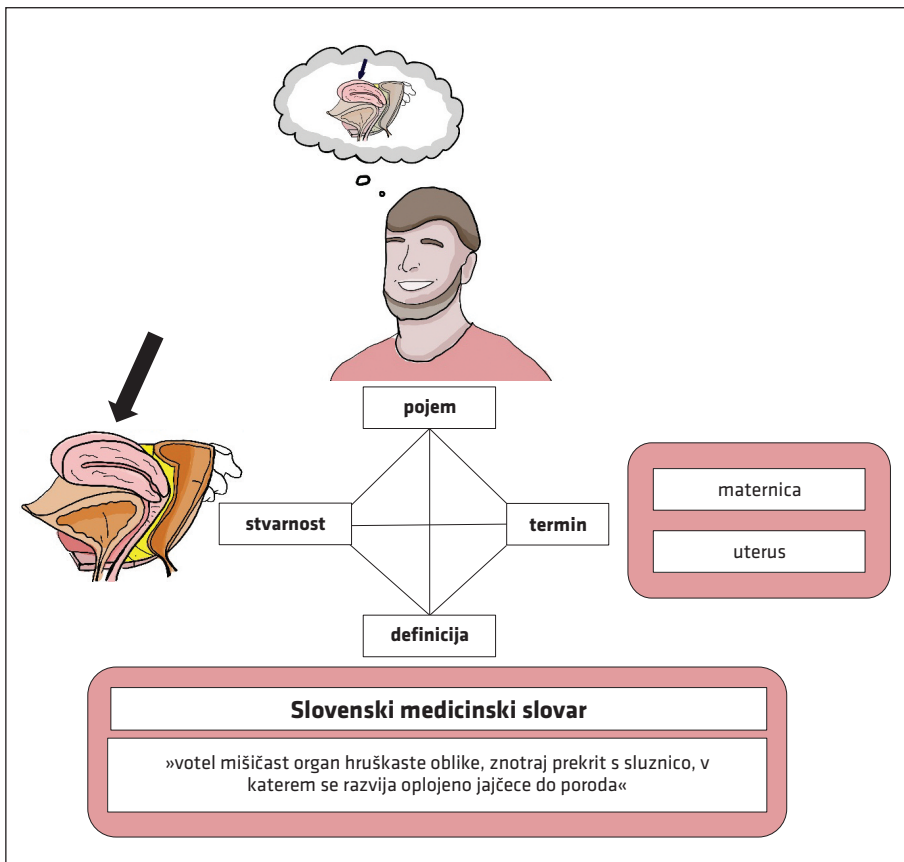 pojem
stvarnost
termin
maternica
uterus
definicija
Slovenski medicinski slovar
»votel mišičast organ hruškaste oblike, znotraj prekrit s sluznico, v
katerem se razvija oplojeno jajčece do poroda«